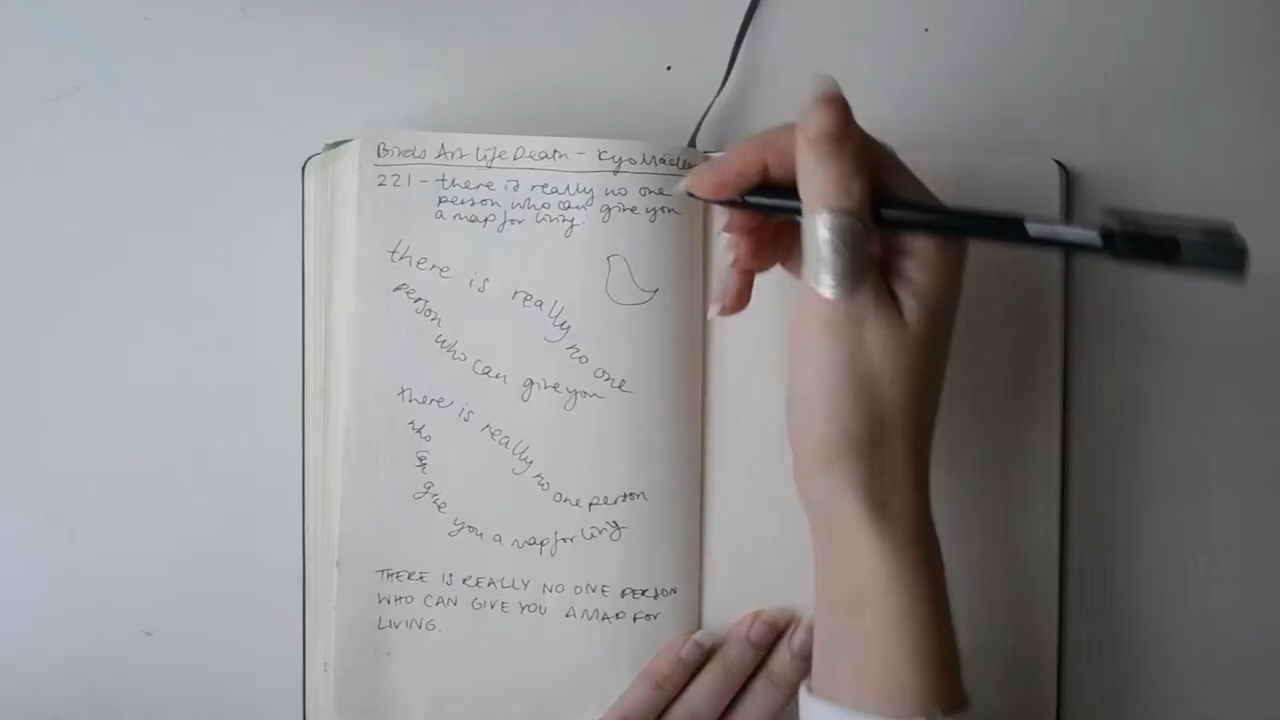 Birds Art Life Death - Kyo Maclea
221 - there is really no one
person who can give you
a map for living.
there is really no one
person who can give you
there is really no one person
who can give you a map for living
THERE IS REALLY NO ONE PERSON
WHO CAN GIVE YOU A MAP FOR
LIVING.